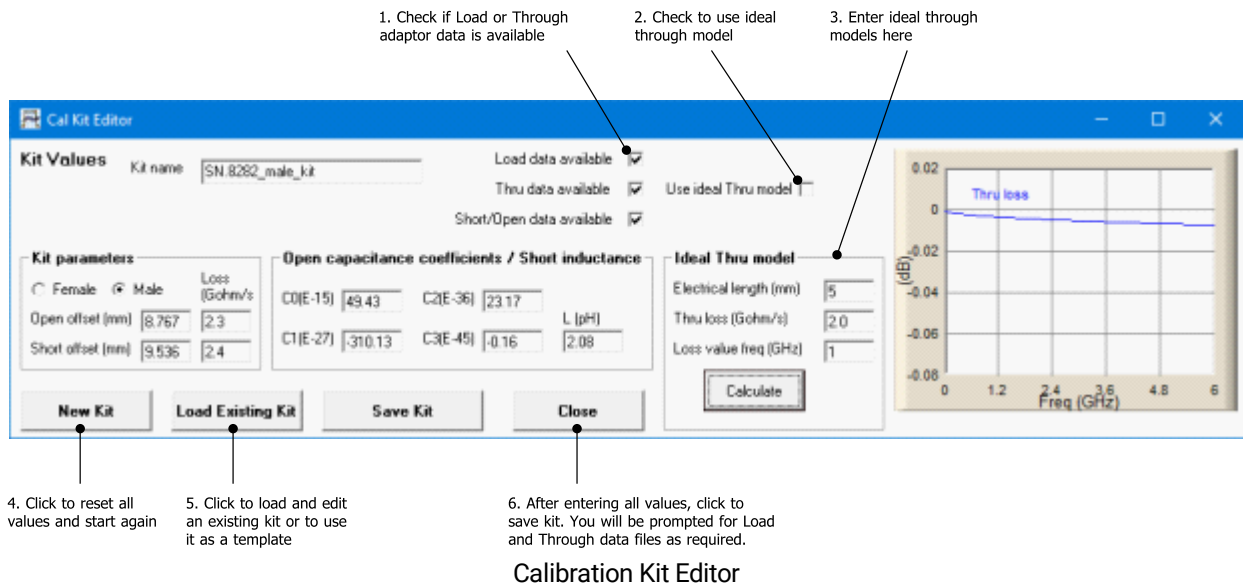 1. Check if Load or Through
adaptor data is available
2. Check to use ideal
through model
3. Enter ideal through
models here
Cal Kit Editor
Kit Values
Kit name
SN.8282_male_kit
Load data available
Thru data available
Short/Open data available
Use ideal Thru model
Kit parameters
Female
Male
Loss
(Gohm/s
Open offset (mm)
8.767
2.3
Short offset (mm)
9.536
2.4
Open capacitance coefficients / Short inductance
C0(E-15)
49.43
C2(E-36)
23.17
C1(E-27)
-310.13
C3(E-45)
-0.16
L (pH)
2.08
Ideal Thru model
Electrical length (mm)
5
Thru loss (Gohm/s)
2.0
Loss value freq (GHz)
1
Calculate
0.02
0
-0.02
-0.04
-0.06
-0.08
(dB)
Thru loss
0
1.2
2.4
3.6
4.8
6
Freq (GHz)
New Kit
Load Existing Kit
Save Kit
Close
4. Click to reset all
values and start again
5. Click to load and edit
an existing kit or to use
it as a template
6. After entering all values, click to
save kit. You will be prompted for Load
and Through data files as required.
Calibration Kit Editor